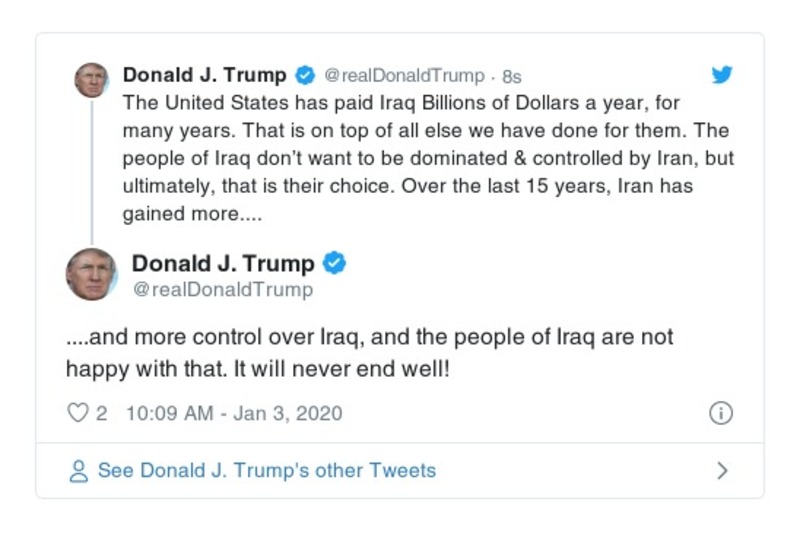 Donald J. Trump @realDonaldTrump · 8s
The United States has paid Iraq Billions of Dollars a year, for
many years. That is on top of all else we have done for them. The
people of Iraq don't want to be dominated & controlled by Iran, but
ultimately, that is their choice. Over the last 15 years, Iran has
gained more....
Donald J. Trump
@realDonaldTrump
....and more control over Iraq, and the people of Iraq are not
happy with that. It will never end well!
2 10:09 AM - Jan 3, 2020
See Donald J. Trump's other Tweets